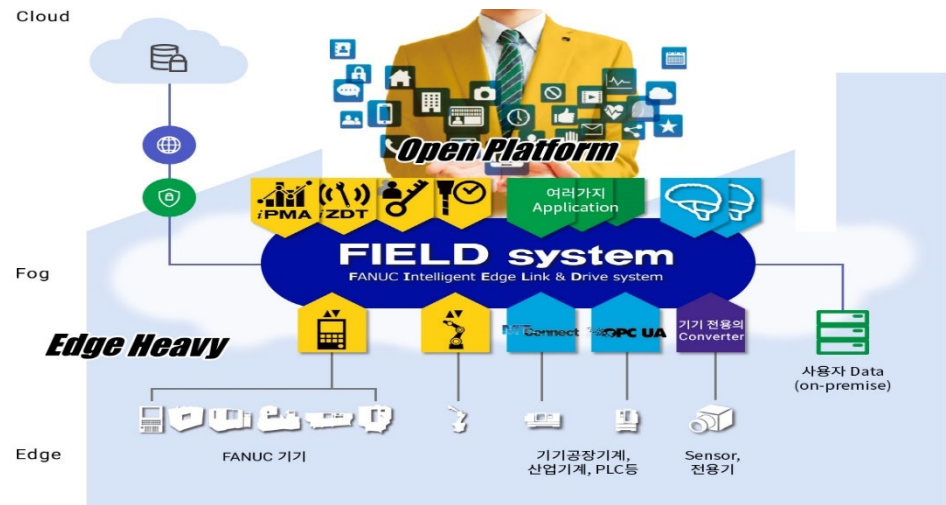 Cloud
Open Platform
iPMA
iZDT
여러가지
Application
FIELD system
FANUC Intelligent Edge Link & Drive system
Fog
Edge Heavy
MTConnect
OPC UA
기기 전용의
Converter
사용자 Data
(on-premise)
Edge
FANUC 기기
기기공장기계,
산업기계, PLC등
Sensor,
전용기